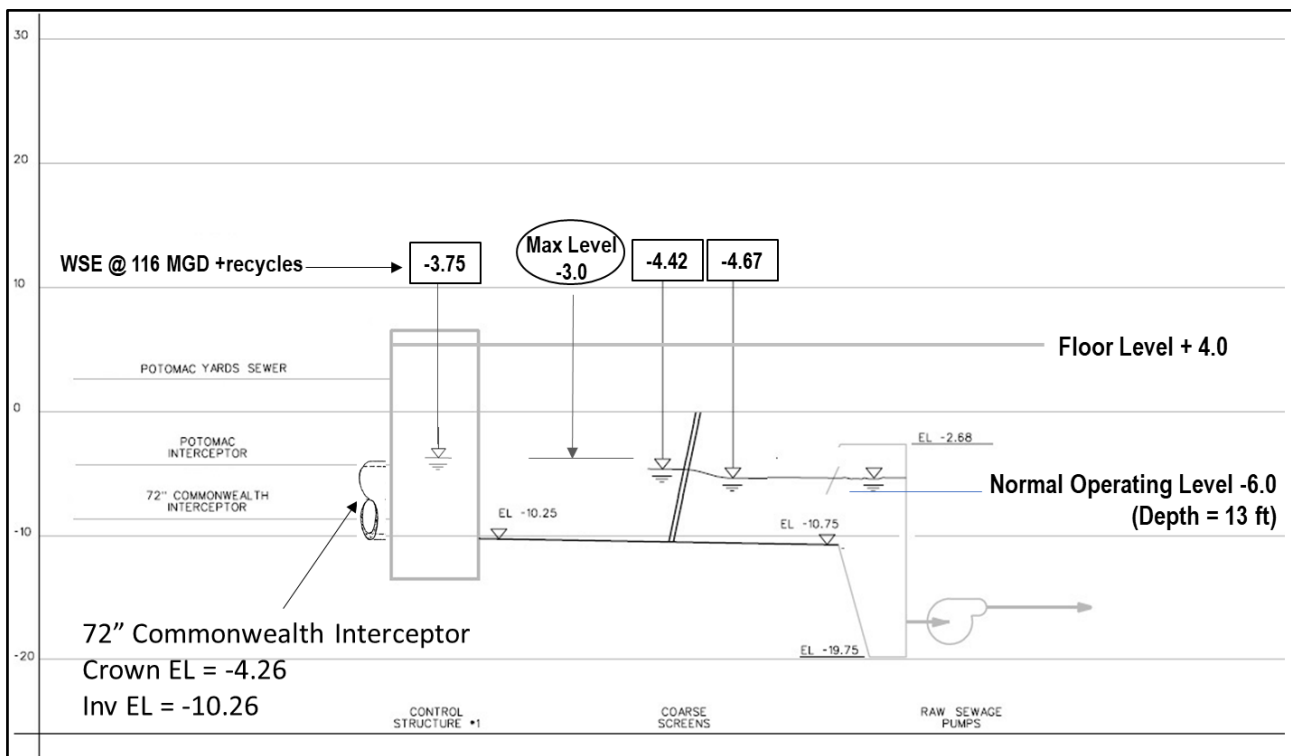 30
20
10
0
-10
-20
WSE @ 116 MGD +recycles
-3.75
Max Level
-3.0
-4.42
-4.67
Floor Level + 4.0
POTOMAC YARDS SEWER
POTOMAC
INTERCEPTOR
72" COMMONWEALTH
INTERCEPTOR
EL -2.68
Normal Operating Level -6.0
(Depth = 13 ft)
EL -10.25
EL -10.75
EL -19.75
72” Commonwealth Interceptor
Crown EL = -4.26
Inv EL = -10.26
CONTROL
STRUCTURE *1
COARSE
SCREENS
RAW SEWAGE
PUMPS